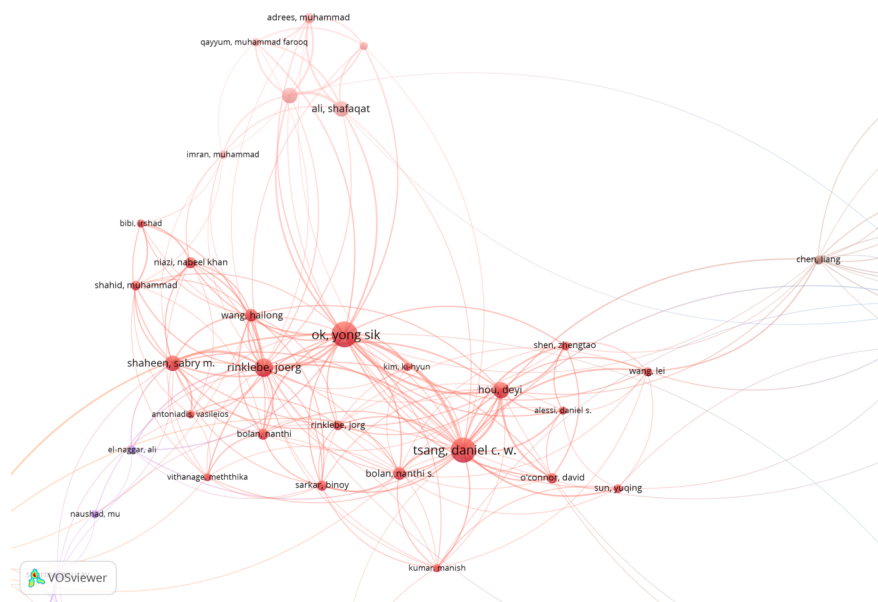 adrees, muhammad
qayyum, muhammad farooq
ali, shafaqat
imran, muhammad
bibi, irshad
niazi, nabeel khan
chen, liang
shahid, muhammad
wang, hailong
ok, yong sik
shen, zhengtao
shaheen, sabry m.
rinklebe, joerg
kim, ki-hyun
wang, lei
hou, deyi
antoniadis, vasileios
alessi, daniel s.
rinklebe, jorg
bolan, nanthi
el-naggar, ali
tsang, daniel c. w.
vithanage, meththika
bolan, nanthi s.
o'connor, david
sarkar, binoy
sun, yuqing
naushad, mu
kumar, manish
VOSviewer